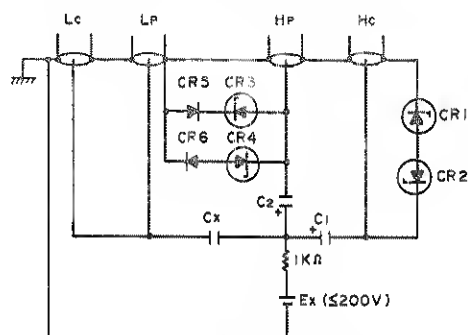 Lc Lp Hp Hc
CR5 CR3
CR6 CR4
CR1
CR2
C2
+
Cx
+
C1
1KΩ
Ex (≤200V)